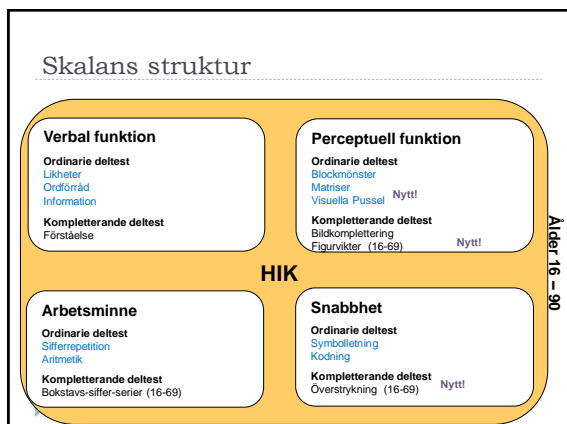 Skalans struktur
Verbal funktion
Ordinarie deltest
Likheter
Ordförråd
Information
Kompletterande deltest
Förståelse
Perceptuell funktion
Ordinarie deltest
Blockmönster
Matriser
Visuella Pussel Nytt!
Kompletterande deltest
Bildkomplettering
Figurvikter (16-69) Nytt!
HIK
Ålder 16 – 90
Arbetsminne
Ordinarie deltest
Sifferrepetition
Aritmetik
Kompletterande deltest
Bokstavs-siffer-serier (16-69)
Snabbhet
Ordinarie deltest
Symbolletning
Kodning
Kompletterande deltest
Överstrykning (16-69) Nytt!